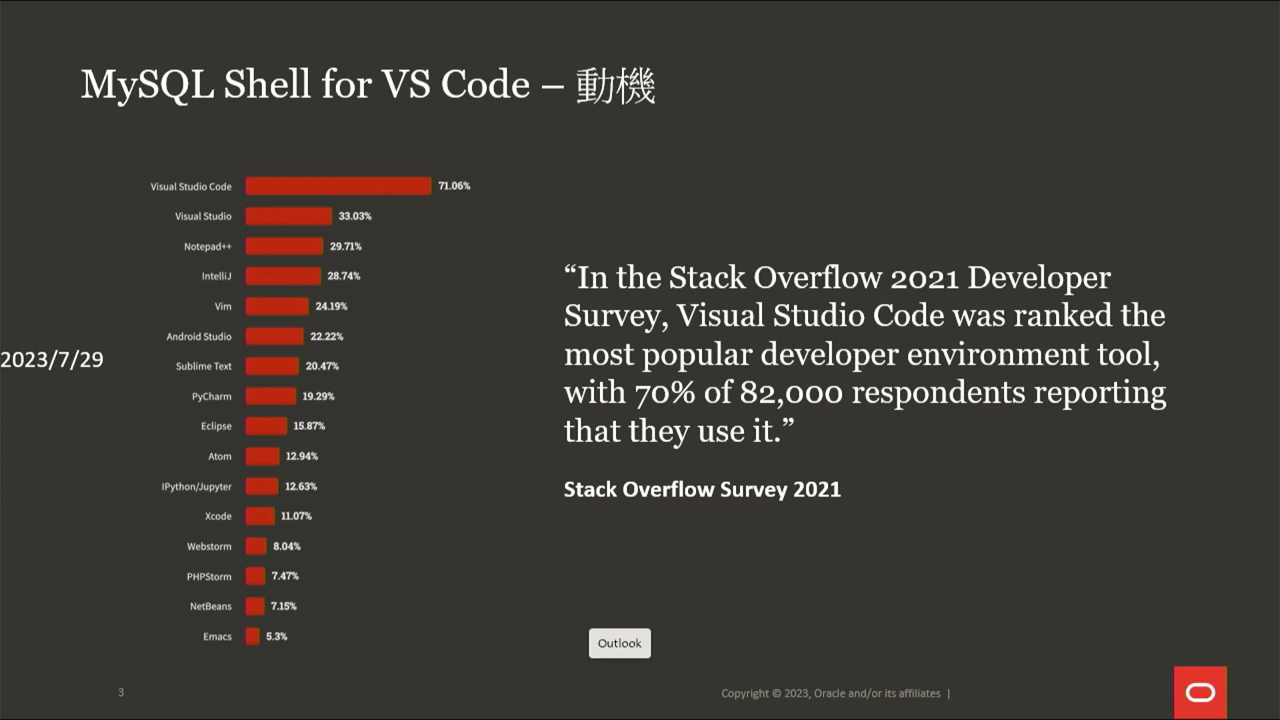 MySQL Shell for VS Code – 動機
Visual Studio Code 71.06%
Visual Studio 33.03%
Notepad++ 29.71%
IntelliJ 28.74%
Vim 24.19%
Android Studio 22.22%
Sublime Text 20.47%
PyCharm 19.29%
Eclipse 15.87%
Atom 12.94%
IPython/Jupyter 12.63%
Xcode 11.07%
Webstorm 8.04%
PHPStorm 7.47%
NetBeans 7.15%
Emacs 5.3%
2023/7/29
“In the Stack Overflow 2021 Developer
Survey, Visual Studio Code was ranked the
most popular developer environment tool,
with 70% of 82,000 respondents reporting
that they use it.”
Stack Overflow Survey 2021
Outlook
3
Copyright © 2023, Oracle and/or its affiliates |